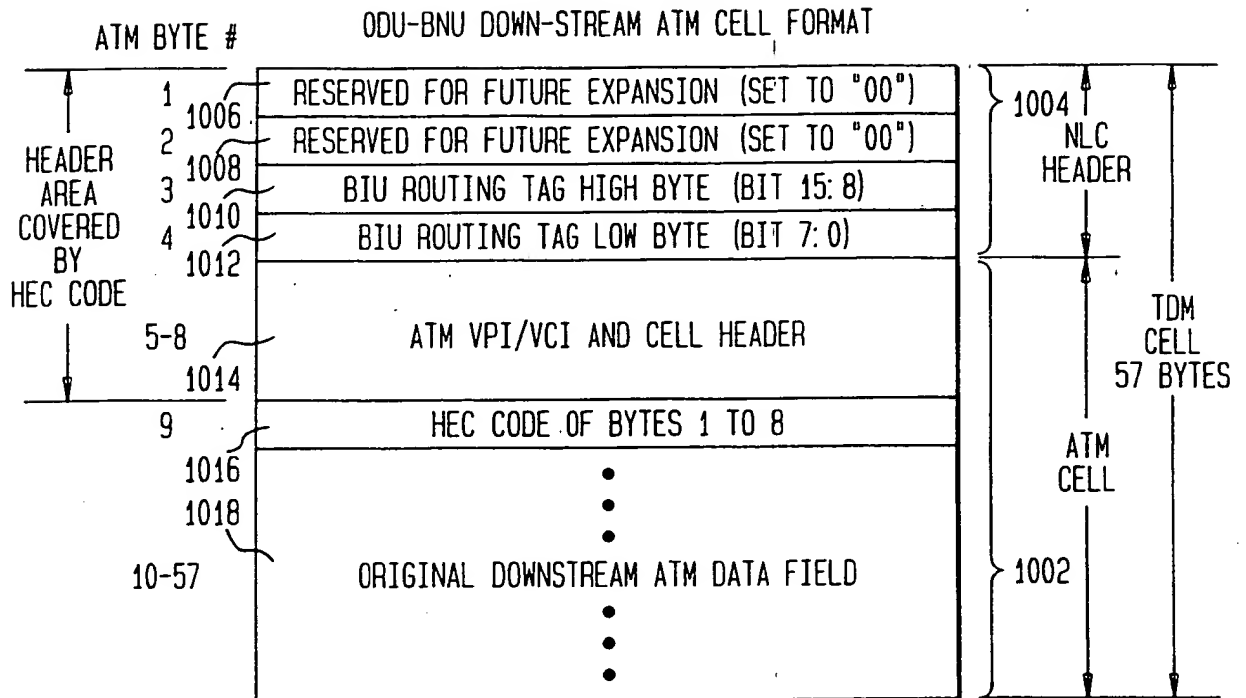 ODU-BNU DOWN-STREAM ATM CELL FORMAT
ATM BYTE #
HEADER
AREA
COVERED
BY
HEC CODE
1
1006
RESERVED FOR FUTURE EXPANSION (SET TO "00")
2
1008
RESERVED FOR FUTURE EXPANSION (SET TO "00")
3
1010
BIU ROUTING TAG HIGH BYTE (BIT 15:8)
4
1012
BIU ROUTING TAG LOW BYTE (BIT 7:0)
5-8
1014
ATM VPI/VCI AND CELL HEADER
9
1016
HEC CODE OF BYTES 1 TO 8
1018
10-57
ORIGINAL DOWNSTREAM ATM DATA FIELD
1004
NLC
HEADER
1002
ATM
CELL
TDM
CELL
57 BYTES